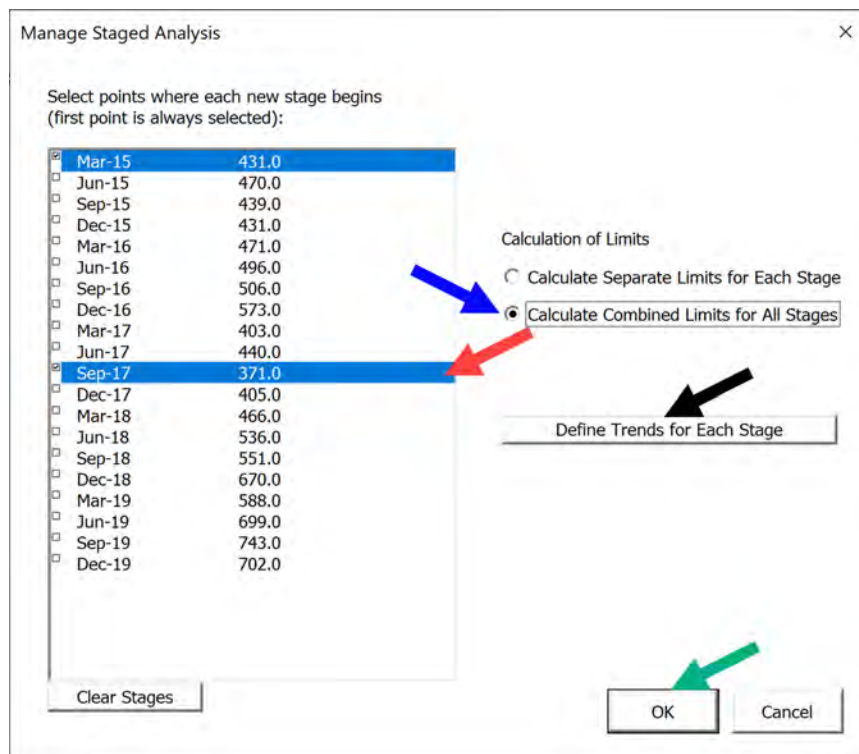 Manage Staged Analysis
Select points where each new stage begins
(first point is always selected):
Mar-15 431.0
Jun-15 470.0
Sep-15 439.0
Dec-15 431.0
Mar-16 471.0
Jun-16 496.0
Sep-16 506.0
Dec-16 573.0
Mar-17 403.0
Jun-17 440.0
Sep-17 371.0
Dec-17 405.0
Mar-18 466.0
Jun-18 536.0
Sep-18 551.0
Dec-18 670.0
Mar-19 588.0
Jun-19 699.0
Sep-19 743.0
Dec-19 702.0
Clear Stages
Calculation of Limits
Calculate Separate Limits for Each Stage
Calculate Combined Limits for All Stages
Define Trends for Each Stage
OK
Cancel